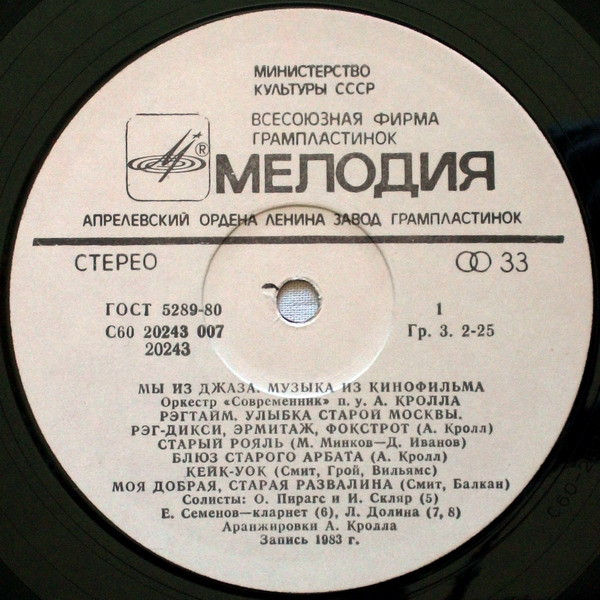 МИНИСТЕРСТВО
КУЛЬТУРЫ СССР
ВСЕСОЮЗНАЯ ФИРМА
ГРАМПЛАСТИНОК
®
МЕЛОДИЯ
АПРЕЛЕВСКИЙ ОРДЕНА ЛЕНИНА ЗАВОД ГРАМПЛАСТИНОК
СТЕРЕО 33
ГОСТ 5289-80 1
С60 20243 007 Гр. 3. 2-25
20243
МЫ ИЗ ДЖАЗА. МУЗЫКА ИЗ КИНОФИЛЬМА
Оркестр «Современник» п. у А. КРОЛЛА
РЭГТАЙМ. УЛЫБКА СТАРОЙ МОСКВЫ.
РЭГ-ДИКСИ, ЭРМИТАЖ, ФОКСТРОТ (А. Кролл)
СТАРЫЙ РОЯЛЬ (М. Минков—Д. Иванов)
БЛЮЗ СТАРОГО АРБАТА (А. Кролл)
КЕЙК-УОК (Смит, Грой, Вильямс)
МОЯ ДОБРАЯ, СТАРАЯ РАЗВАЛИНА (Смит, Балкан)
Солисты: О. Пирагс и И. Скляр (5)
Е. Семенов—кларнет (6), Л. Долина (7, 8)
Аранжировки А. Кролла
Запись 1983 г.